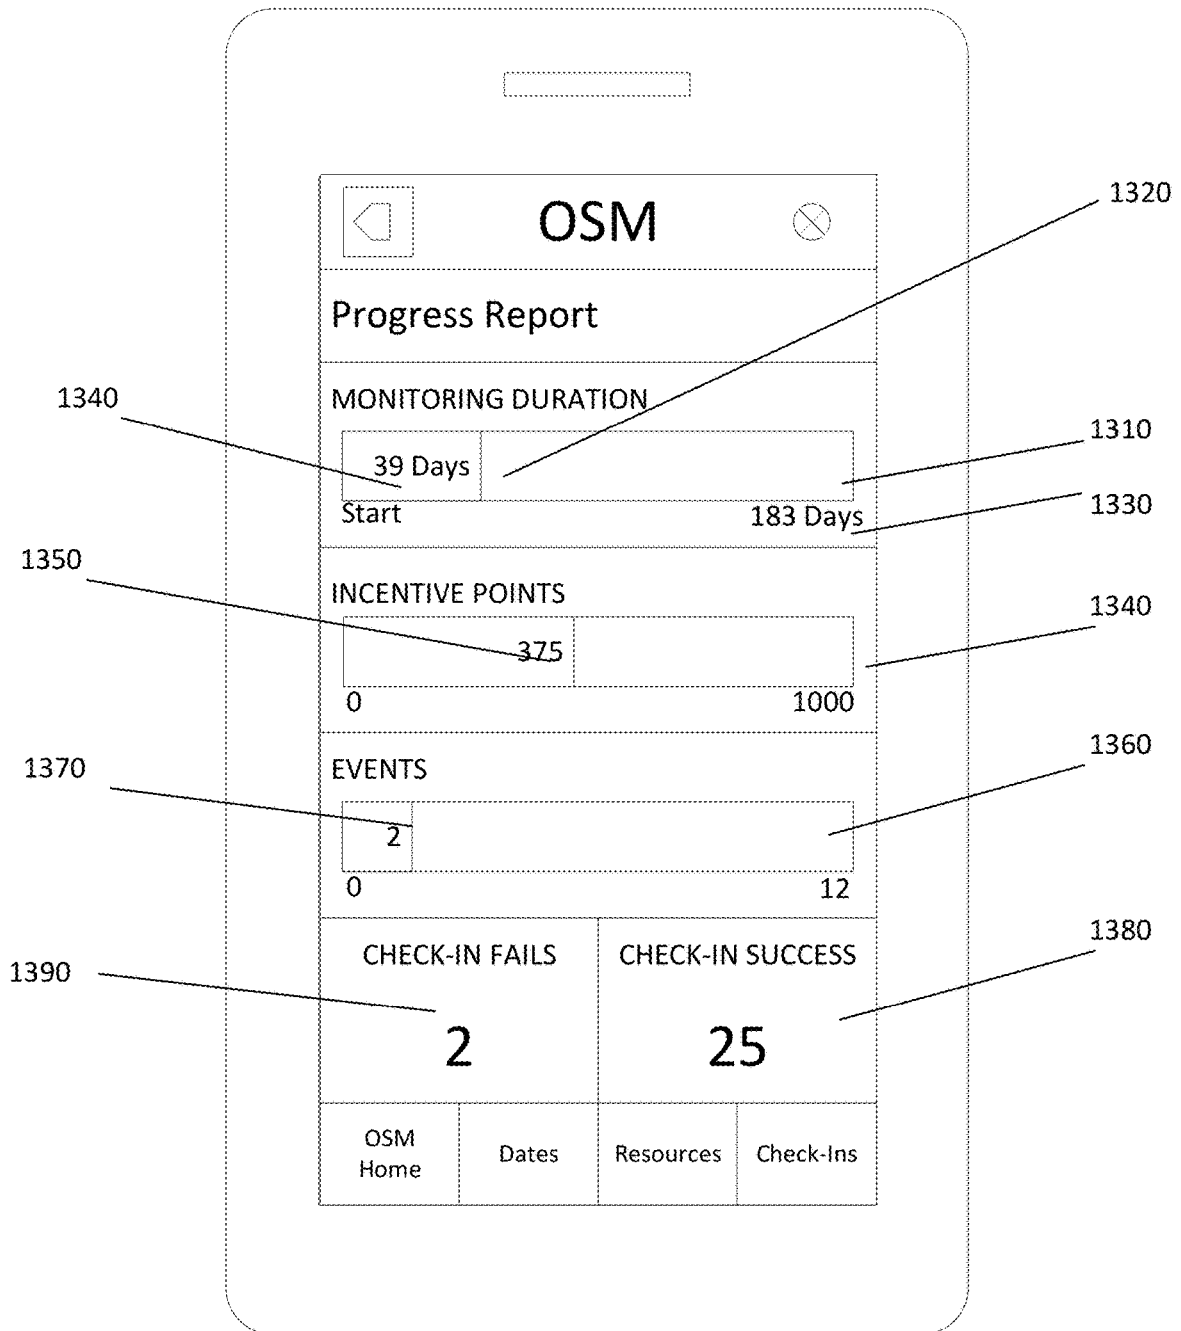 OSM
1320
Progress Report
1340
MONITORING DURATION
1310
39 Days
Start
183 Days
1330
1350
INCENTIVE POINTS
1340
375
0
1000
1370
EVENTS
1360
2
0
12
1390
CHECK-IN FAILS
CHECK-IN SUCCESS
1380
2
25
OSM
Home
Dates
Resources
Check-Ins